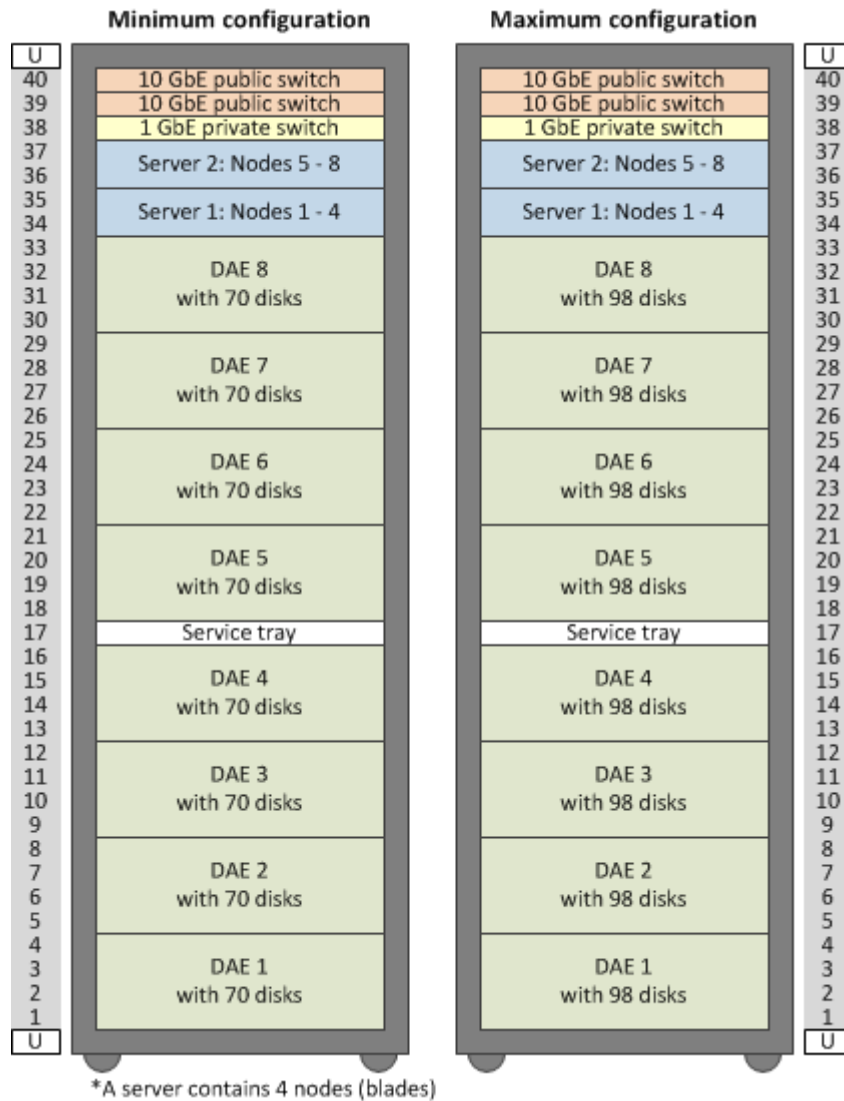 Minimum configuration
Maximum configuration
U
40
39
38
37
36
35
34
33
32
31
30
29
28
27
26
25
24
23
22
21
20
19
18
17
16
15
14
13
12
11
10
9
8
7
6
5
4
3
2
1
U
10 GbE public switch
10 GbE public switch
1 GbE private switch
Server 2: Nodes 5 - 8
Server 1: Nodes 1 - 4
DAE 8
with 70 disks
DAE 7
with 70 disks
DAE 6
with 70 disks
DAE 5
with 70 disks
Service tray
DAE 4
with 70 disks
DAE 3
with 70 disks
DAE 2
with 70 disks
DAE 1
with 70 disks
10 GbE public switch
10 GbE public switch
1 GbE private switch
Server 2: Nodes 5 - 8
Server 1: Nodes 1 - 4
DAE 8
with 98 disks
DAE 7
with 98 disks
DAE 6
with 98 disks
DAE 5
with 98 disks
Service tray
DAE 4
with 98 disks
DAE 3
with 98 disks
DAE 2
with 98 disks
DAE 1
with 98 disks
U
40
39
38
37
36
35
34
33
32
31
30
29
28
27
26
25
24
23
22
21
20
19
18
17
16
15
14
13
12
11
10
9
8
7
6
5
4
3
2
1
U
*A server contains 4 nodes (blades)